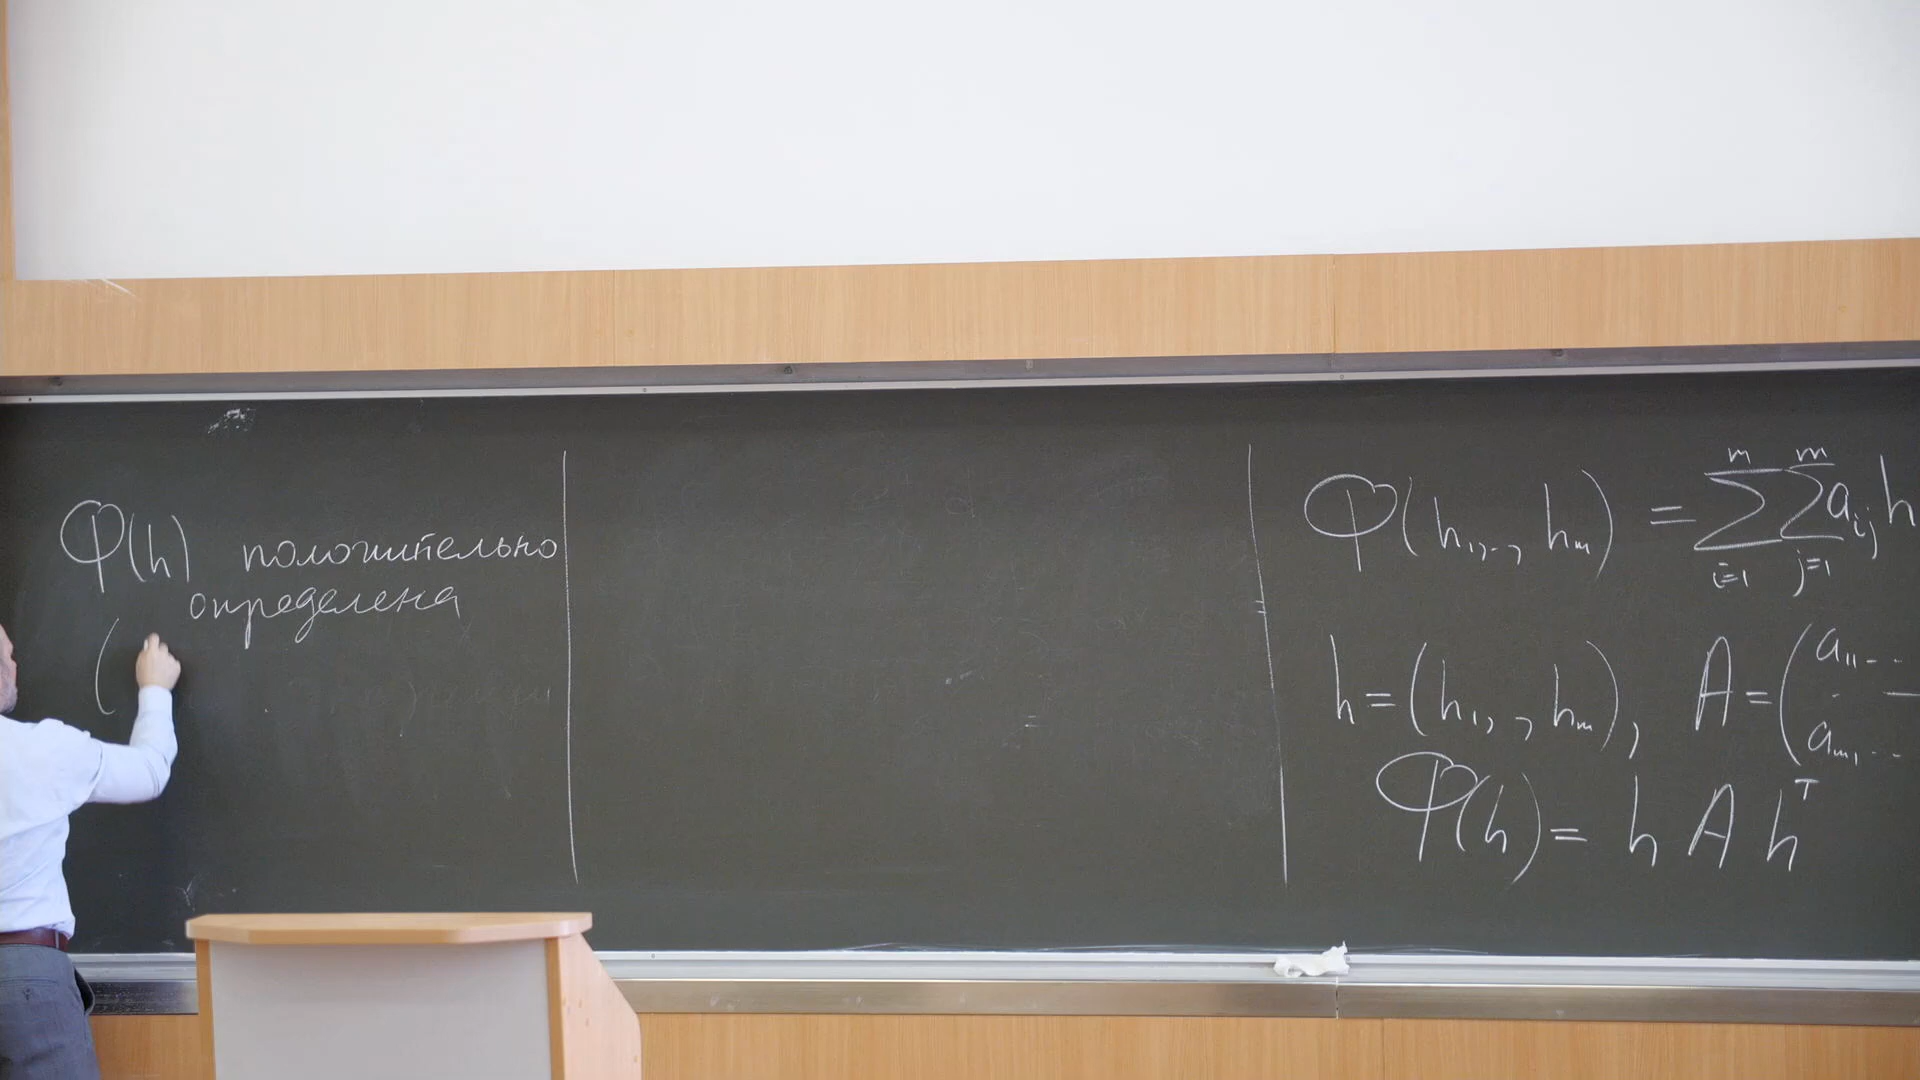 Φ(h) положительно
определена
(
Φ(h₁,..., hₘ) = ∑ᵢ₌₁ᵐ ∑ⱼ₌₁ᵐ aᵢⱼ h
h = (h₁, , hₘ), A = (a₁₁... aₘ₁...
Φ(h) = h A hᵀ